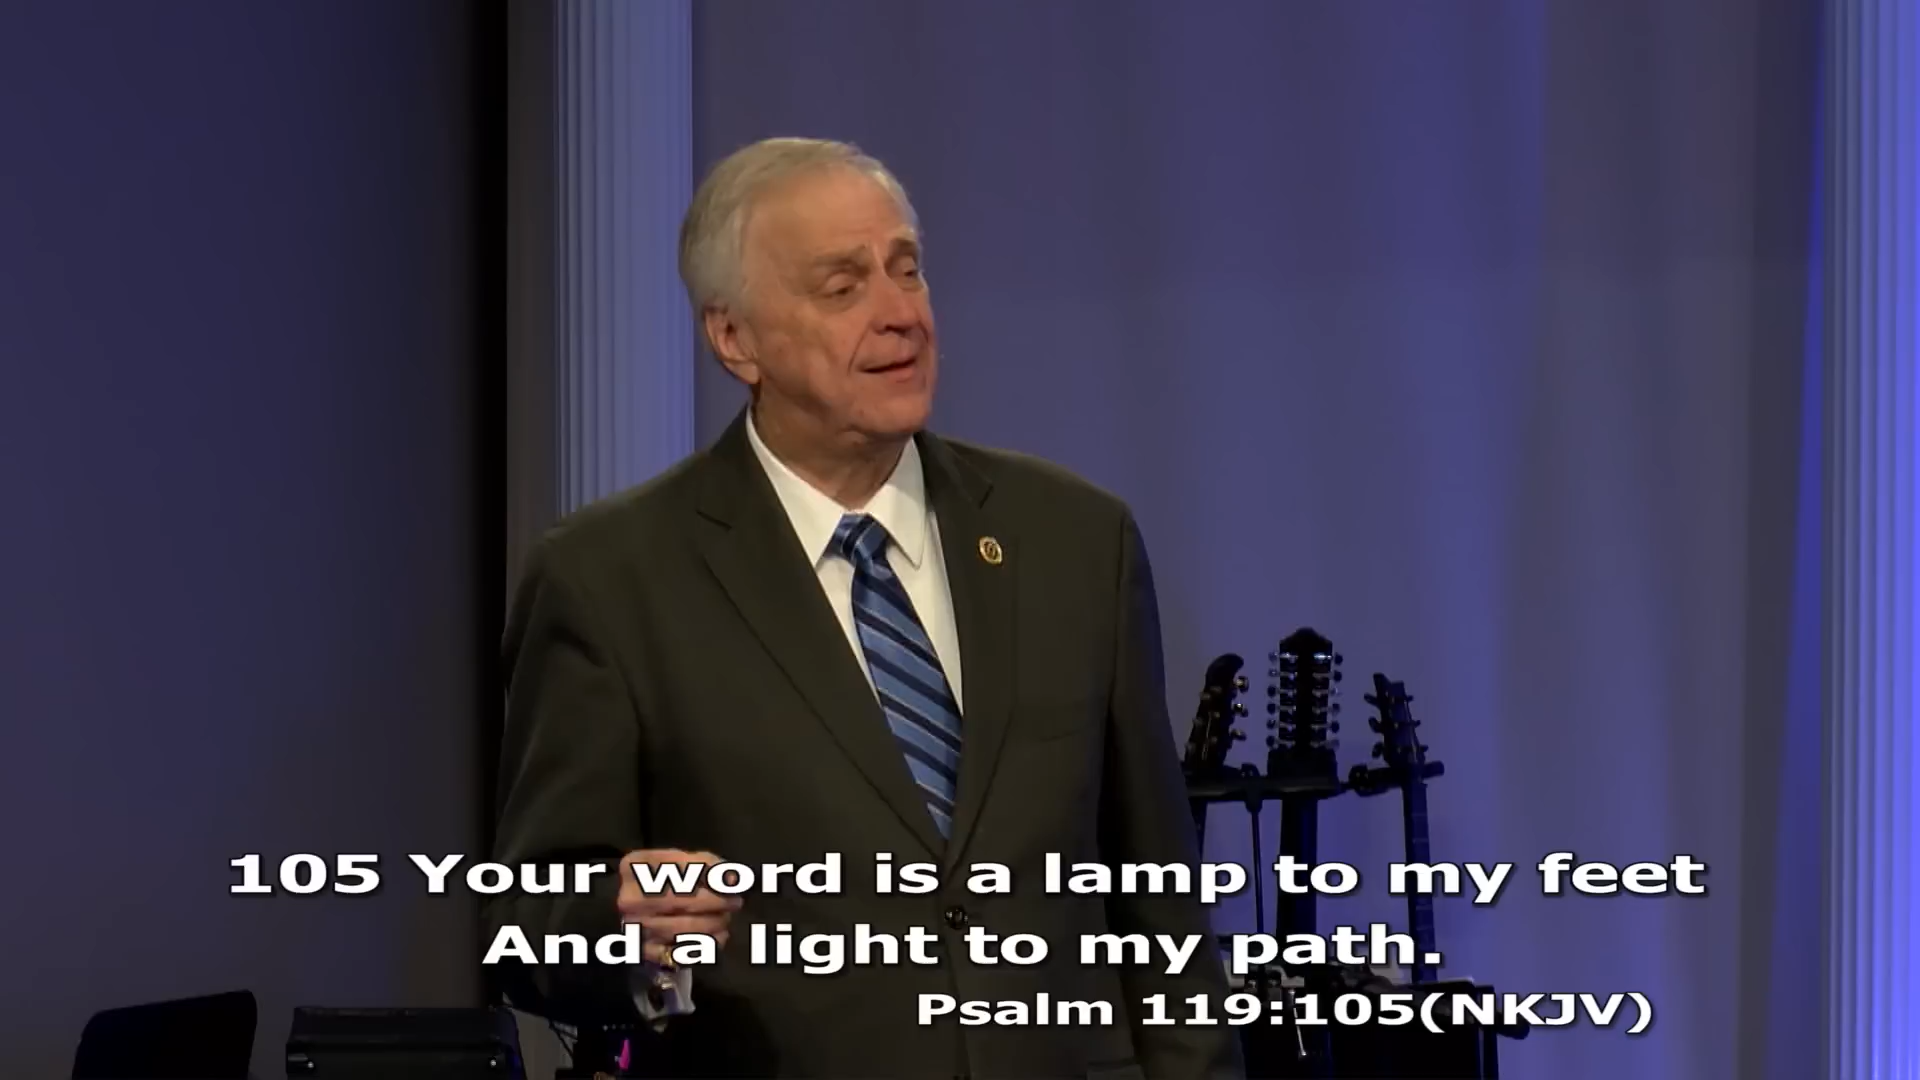 105 Your word is a lamp to my feet
And a light to my path.
Psalm 119:105(NKJV)